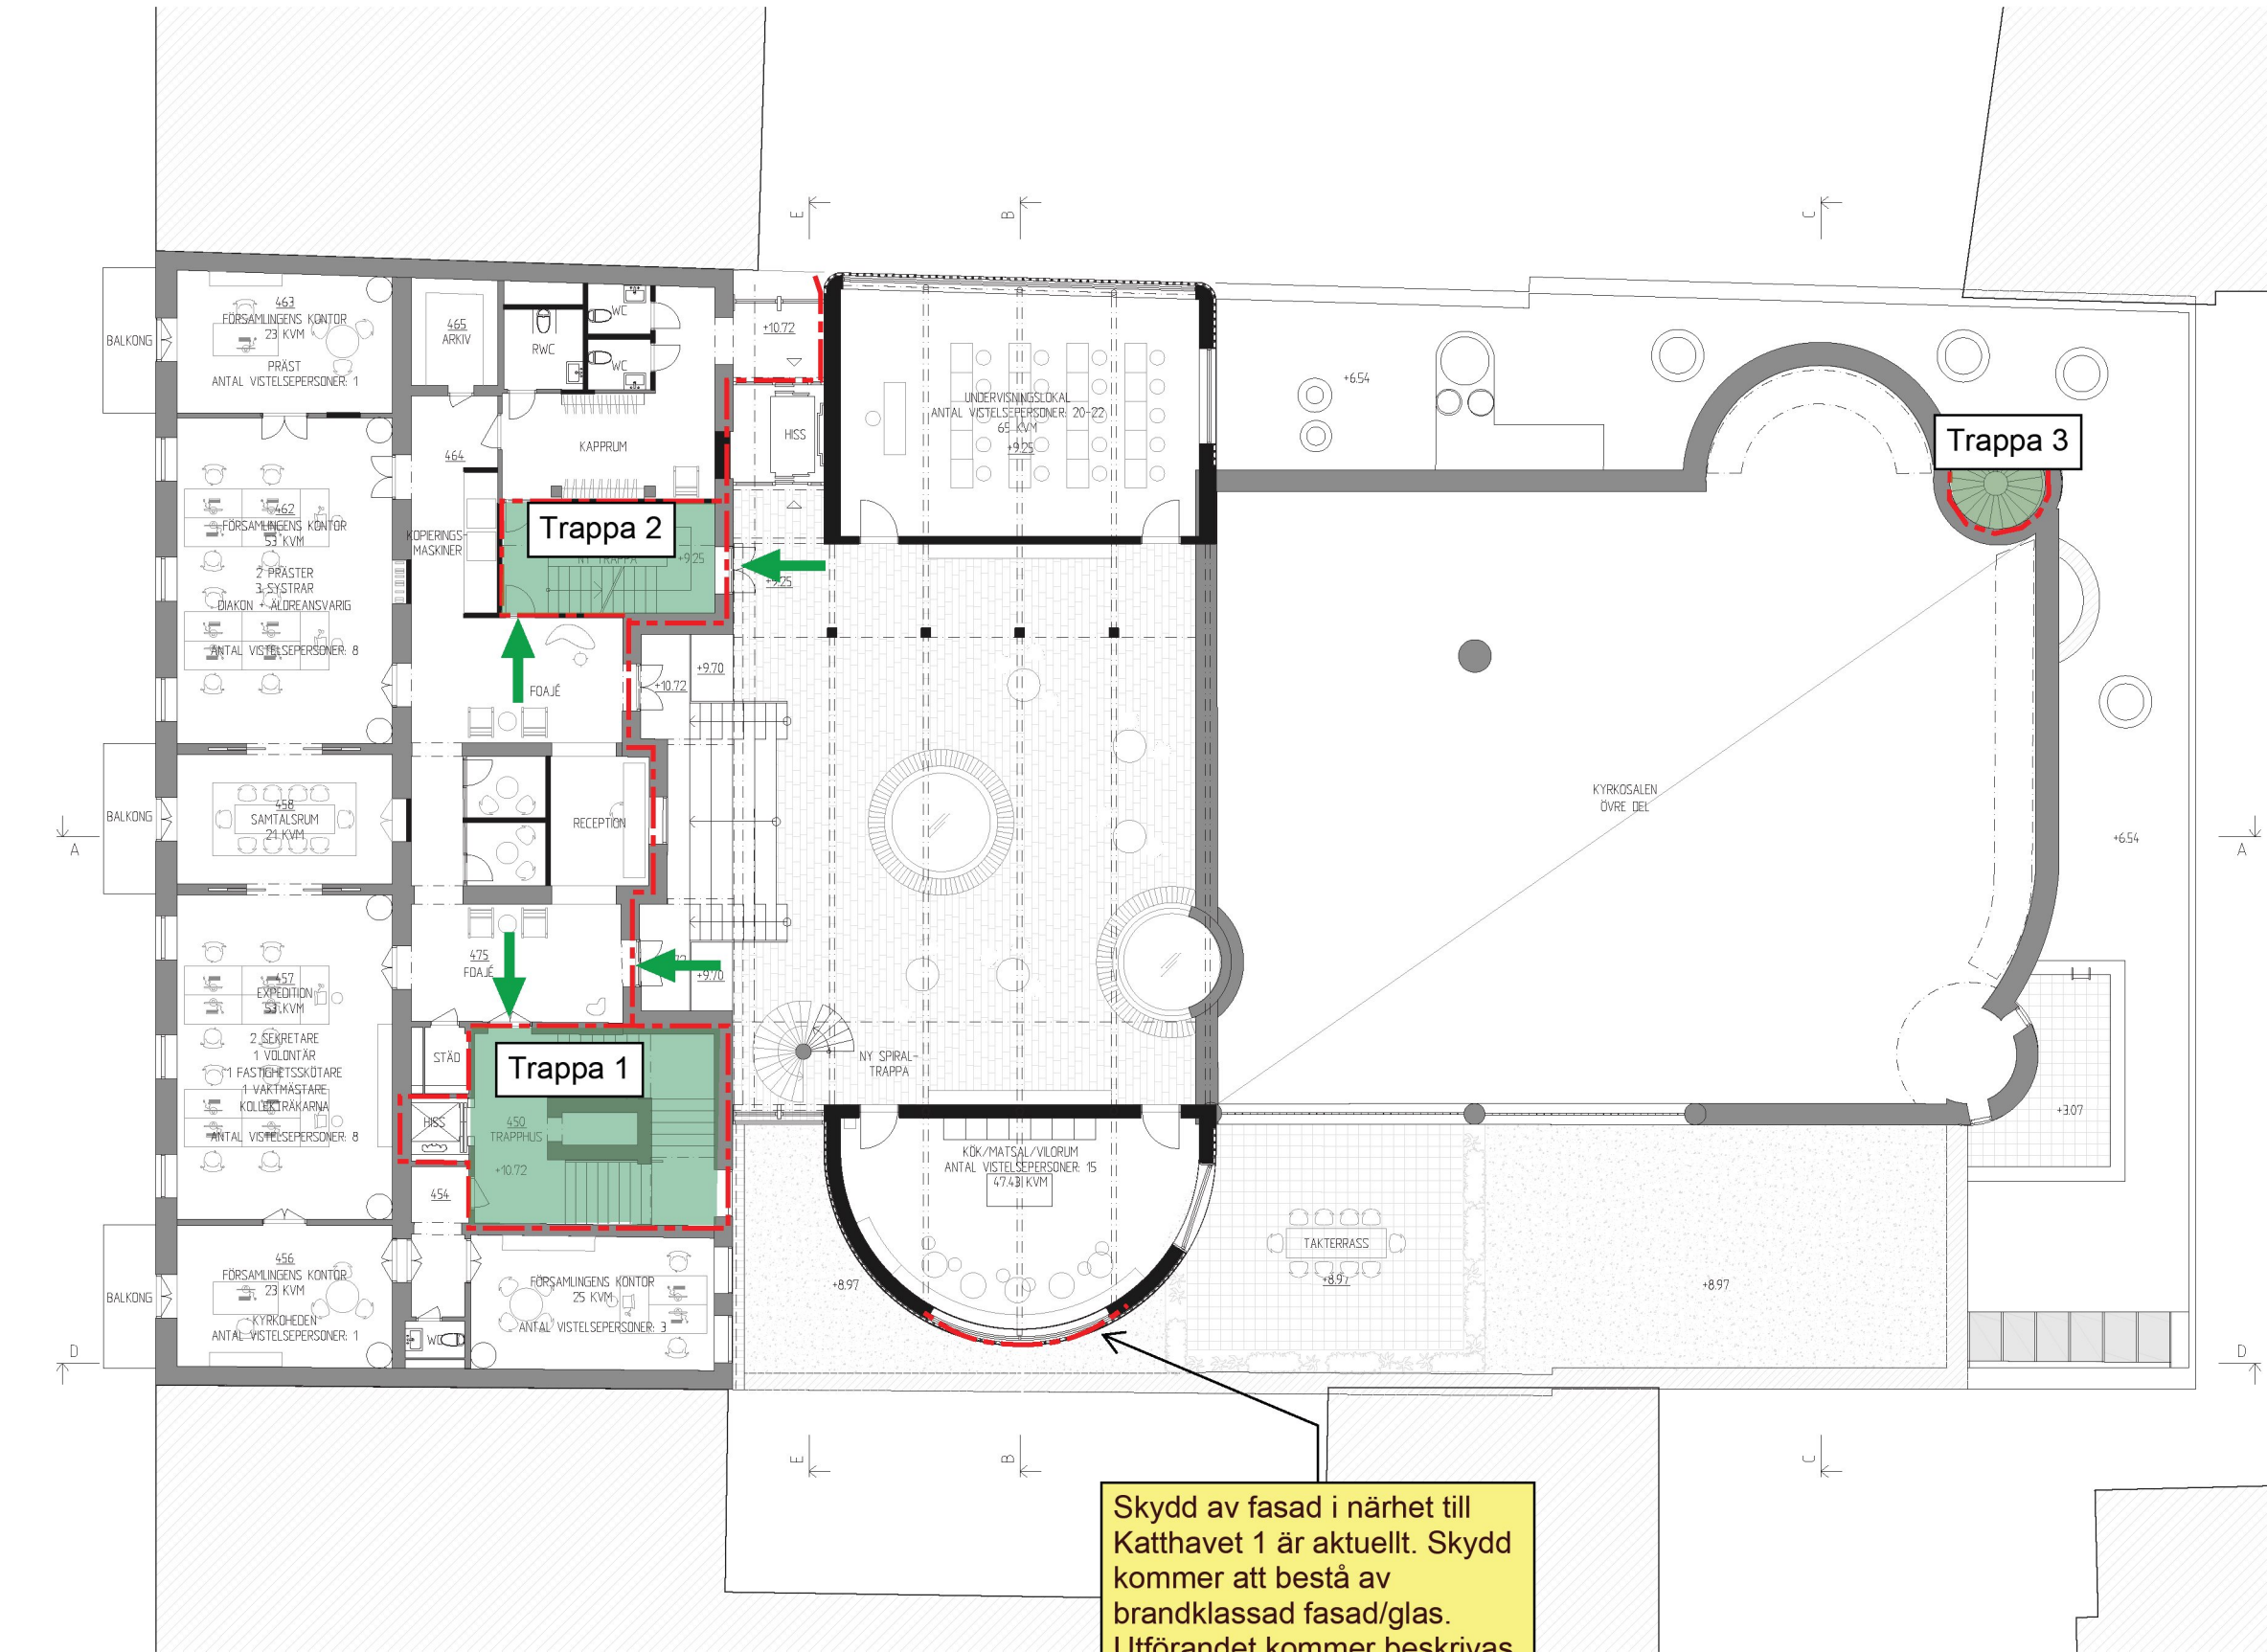 E
B
C
463
FÖRSAMLINGENS KONTOR
23 KVM
PRÄST
ANTAL VISTELSEPERSONER: 1
BALKONG
465
ARKIV
RWC
WC
WC
+10.72
HISS
UNDERVISNINGSLOKAL
ANTAL VISTELSEPERSONER: 20-22
65 KVM
+9.25
+6.54
Trappa 3
464
KAPPRUM
462
FÖRSAMLINGENS KONTOR
53 KVM
2 PRÄSTER
3 SYSTRAR
DIAKON + ÄLDREANSVARIG
ANTAL VISTELSEPERSONER: 8
KOPIERINGS-
MASKINER
Trappa 2
NY TRAPPA
+9.25
+9.25
FOAJÉ
+10.72
+9.70
BALKONG
458
SAMTALSRUM
21 KVM
RECEPTION
KYRKOSALEN
ÖVRE DEL
+6.54
A
A
475
FOAJÉ
+9.70
457
EXPEDITION
53 KVM
2 SEKRETARE
1 VOLONTÄR
1 FASTIGHETSSKÖTARE
1 VAKTMÄSTARE
KOLLEKTRÄKARNA
ANTAL VISTELSEPERSONER: 8
STÄD
Trappa 1
HISS
450
TRAPPHUS
+10.72
454
NY SPIRAL-
TRAPPA
KÖK/MATSAL/VILORUM
ANTAL VISTELSEPERSONER: 15
47.43 KVM
+3.07
BALKONG
456
FÖRSAMLINGENS KONTOR
23 KVM
KYRKOHEDEN
ANTAL VISTELSEPERSONER: 1
WC
FÖRSAMLINGENS KONTOR
25 KVM
ANTAL VISTELSEPERSONER: 3
+8.97
TAKTERRASS
+8.97
+8.97
D
D
E
B
C
Skydd av fasad i närhet till
Katthavet 1 är aktuellt. Skydd
kommer att bestå av
brandklassad fasad/glas.
Utförandet kommer beskrivas